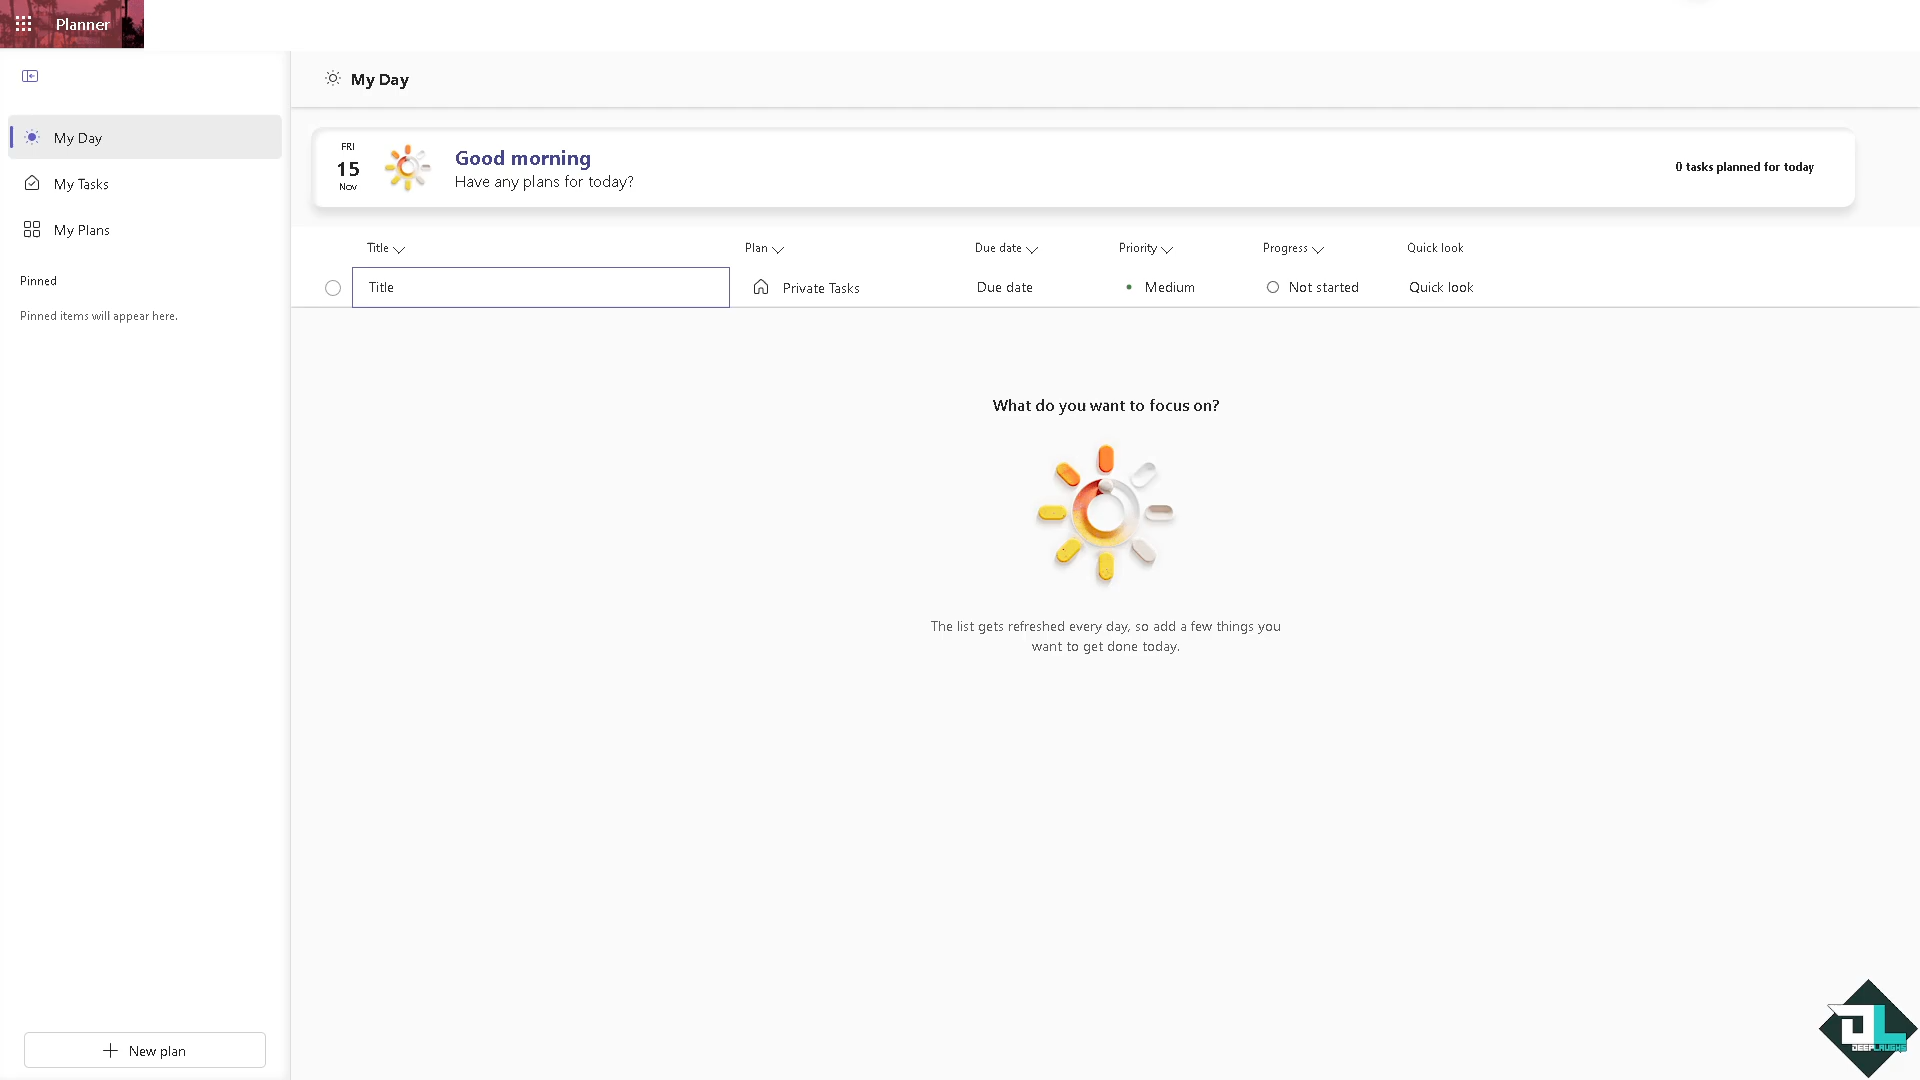 Planner
My Day
My Tasks
My Plans
Pinned
Pinned items will appear here.
New plan
My Day
FRI
15
Nov
Good morning
Have any plans for today?
0 tasks planned for today
Title Plan Due date Priority Progress Quick look
Title Private Tasks Due date Medium Not started Quick look
What do you want to focus on?
The list gets refreshed every day, so add a few things you
want to get done today.
DEEPLAUGHS